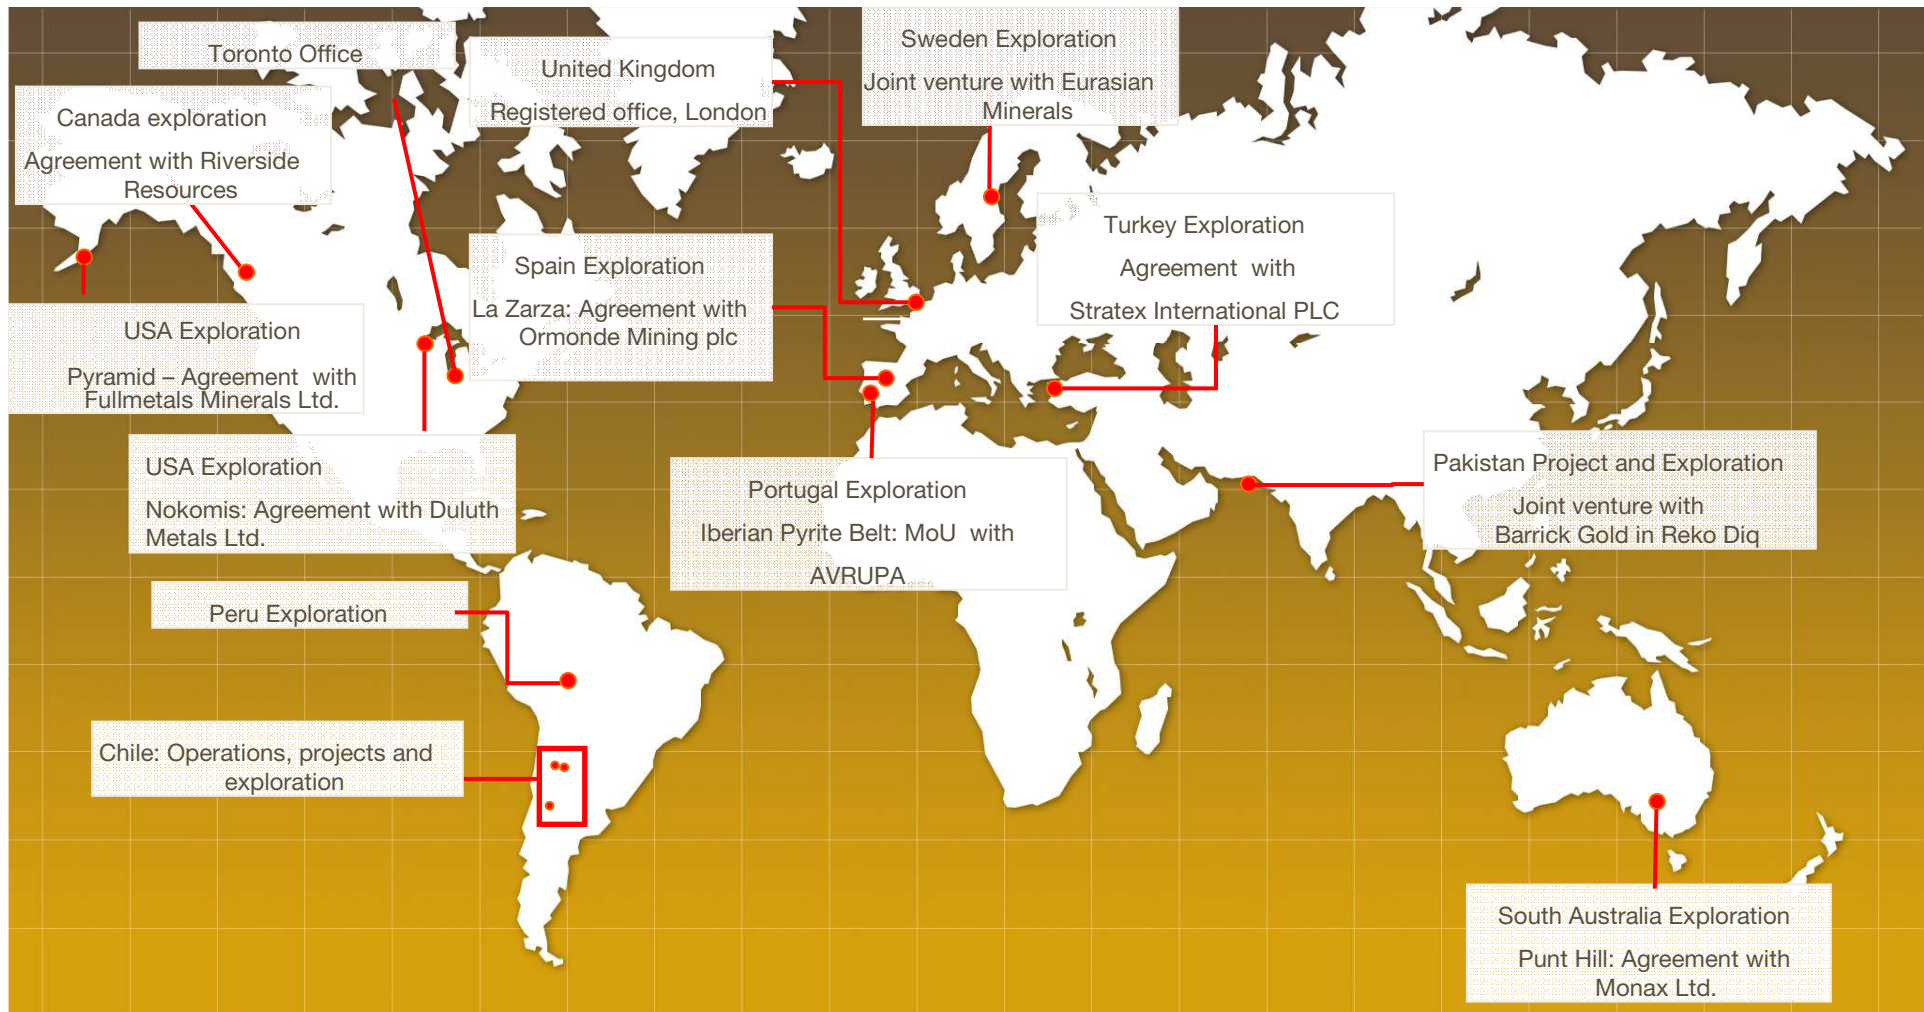 Toronto Office
United Kingdom
Registered office, London
Sweden Exploration
Joint venture with Eurasian
Minerals
Canada exploration
Agreement with Riverside
Resources
Turkey Exploration
Agreement with
Stratex International PLC
Spain Exploration
La Zarza: Agreement with
Ormonde Mining plc
USA Exploration
Pyramid – Agreement with
Fullmetals Minerals Ltd.
USA Exploration
Nokomis: Agreement with Duluth
Metals Ltd.
Portugal Exploration
Iberian Pyrite Belt: MoU with
AVRUPA
Pakistan Project and Exploration
Joint venture with
Barrick Gold in Reko Diq
Peru Exploration
Chile: Operations, projects and
exploration
South Australia Exploration
Punt Hill: Agreement with
Monax Ltd.